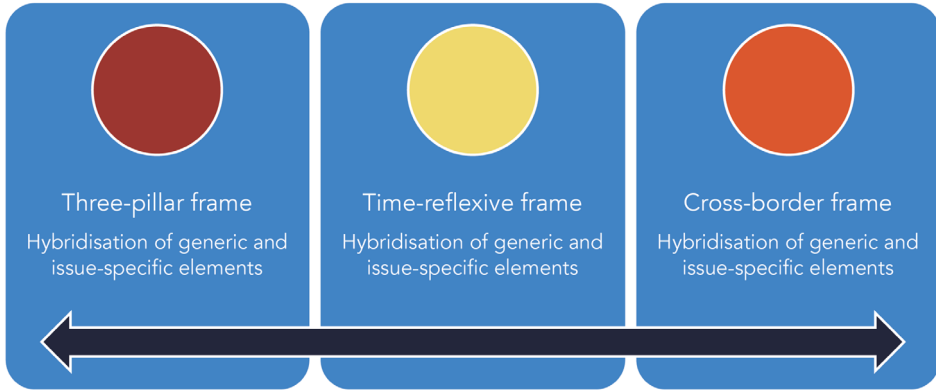 Three-pillar frame
Hybridisation of generic and
issue-specific elements
Time-reflexive frame
Hybridisation of generic and
issue-specific elements
Cross-border frame
Hybridisation of generic and
issue-specific elements